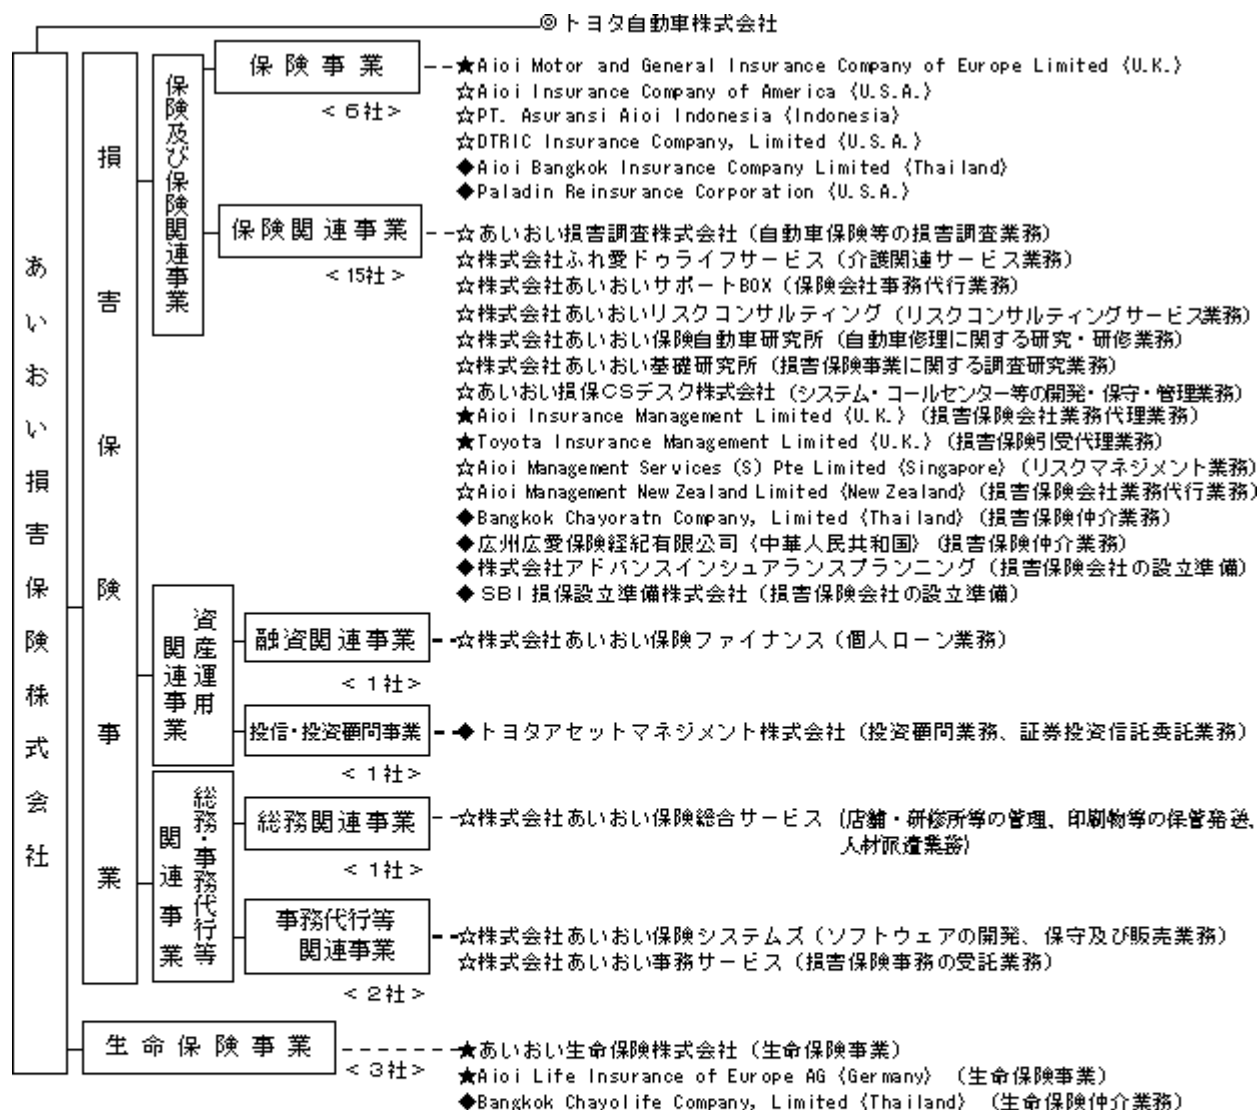 ◎トヨタ自動車株式会社
あいおい損害保険株式会社
損害保険事業
保険及び保険関連事業
保険事業
<6社>
★Aioi Motor and General Insurance Company of Europe Limited〈U.K.〉
☆Aioi Insurance Company of America〈U.S.A.〉
☆PT. Asuransi Aioi Indonesia〈Indonesia〉
☆DTRIC Insurance Company, Limited〈U.S.A.〉
◆Aioi Bangkok Insurance Company Limited〈Thailand〉
◆Paladin Reinsurance Corporation〈U.S.A.〉
保険関連事業
<15社>
☆あいおい損害調査株式会社（自動車保険等の損害調査業務）
☆株式会社ふれ愛ドゥライフサービス（介護関連サービス業務）
☆株式会社あいおいサポートBOX（保険会社事務代行業務）
☆株式会社あいおいリスクコンサルティング（リスクコンサルティングサービス業務）
☆株式会社あいおい保険自動車研究所（自動車修理に関する研究・研修業務）
☆株式会社あいおい基礎研究所（損害保険事業に関する調査研究業務）
☆あいおい損保CSデスク株式会社（システム・コールセンター等の開発・保守・管理業務）
★Aioi Insurance Management Limited〈U.K.〉（損害保険会社業務代理業務）
★Toyota Insurance Management Limited〈U.K.〉（損害保険引受代理業務）
☆Aioi Management Services (S) Pte Limited〈Singapore〉（リスクマネジメント業務）
☆Aioi Management New Zealand Limited〈New Zealand〉（損害保険会社業務代行業務）
◆Bangkok Chayoratn Company, Limited〈Thailand〉（損害保険仲介業務）
◆広州広愛保険経紀有限公司〈中華人民共和国〉（損害保険仲介業務）
◆株式会社アドバンスインシュアランスプランニング（損害保険会社の設立準備）
◆SBI損保設立準備株式会社（損害保険会社の設立準備）
資産運用関連事業
融資関連事業
<1社>
☆株式会社あいおい保険ファイナンス（個人ローン業務）
投信・投資顧問事業
<1社>
◆トヨタアセットマネジメント株式会社（投資顧問業務、証券投資信託委託業務）
総務・事務代行等関連事業
総務関連事業
<1社>
☆株式会社あいおい保険総合サービス（店舗・研修所等の管理、印刷物等の保管発送、
人材派遣業務）
事務代行等
関連事業
<2社>
☆株式会社あいおい保険システムズ（ソフトウェアの開発、保守及び販売業務）
☆株式会社あいおい事務サービス（損害保険事務の受託業務）
生命保険事業
<3社>
★あいおい生命保険株式会社（生命保険事業）
★Aioi Life Insurance of Europe AG〈Germany〉（生命保険事業）
◆Bangkok Chayolife Company, Limited〈Thailand〉（生命保険仲介業務）